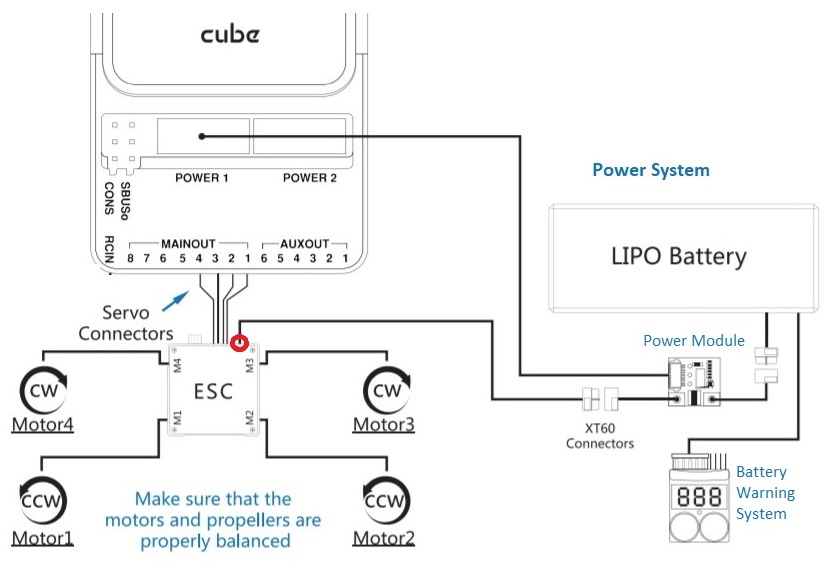 cube
POWER 1
POWER 2
CONS
SBUSo
RCIN
MAINOUT
AUXOUT
8 7 6 5 4 3 2 1
6 5 4 3 2 1
Servo
Connectors
Power System
LIPO Battery
Power Module
XT60
Connectors
888
Battery
Warning
System
ESC
M4
M3
M1
M2
CW
Motor4
CW
Motor3
CCW
Motor1
CCW
Motor2
Make sure that the
motors and propellers are
properly balanced